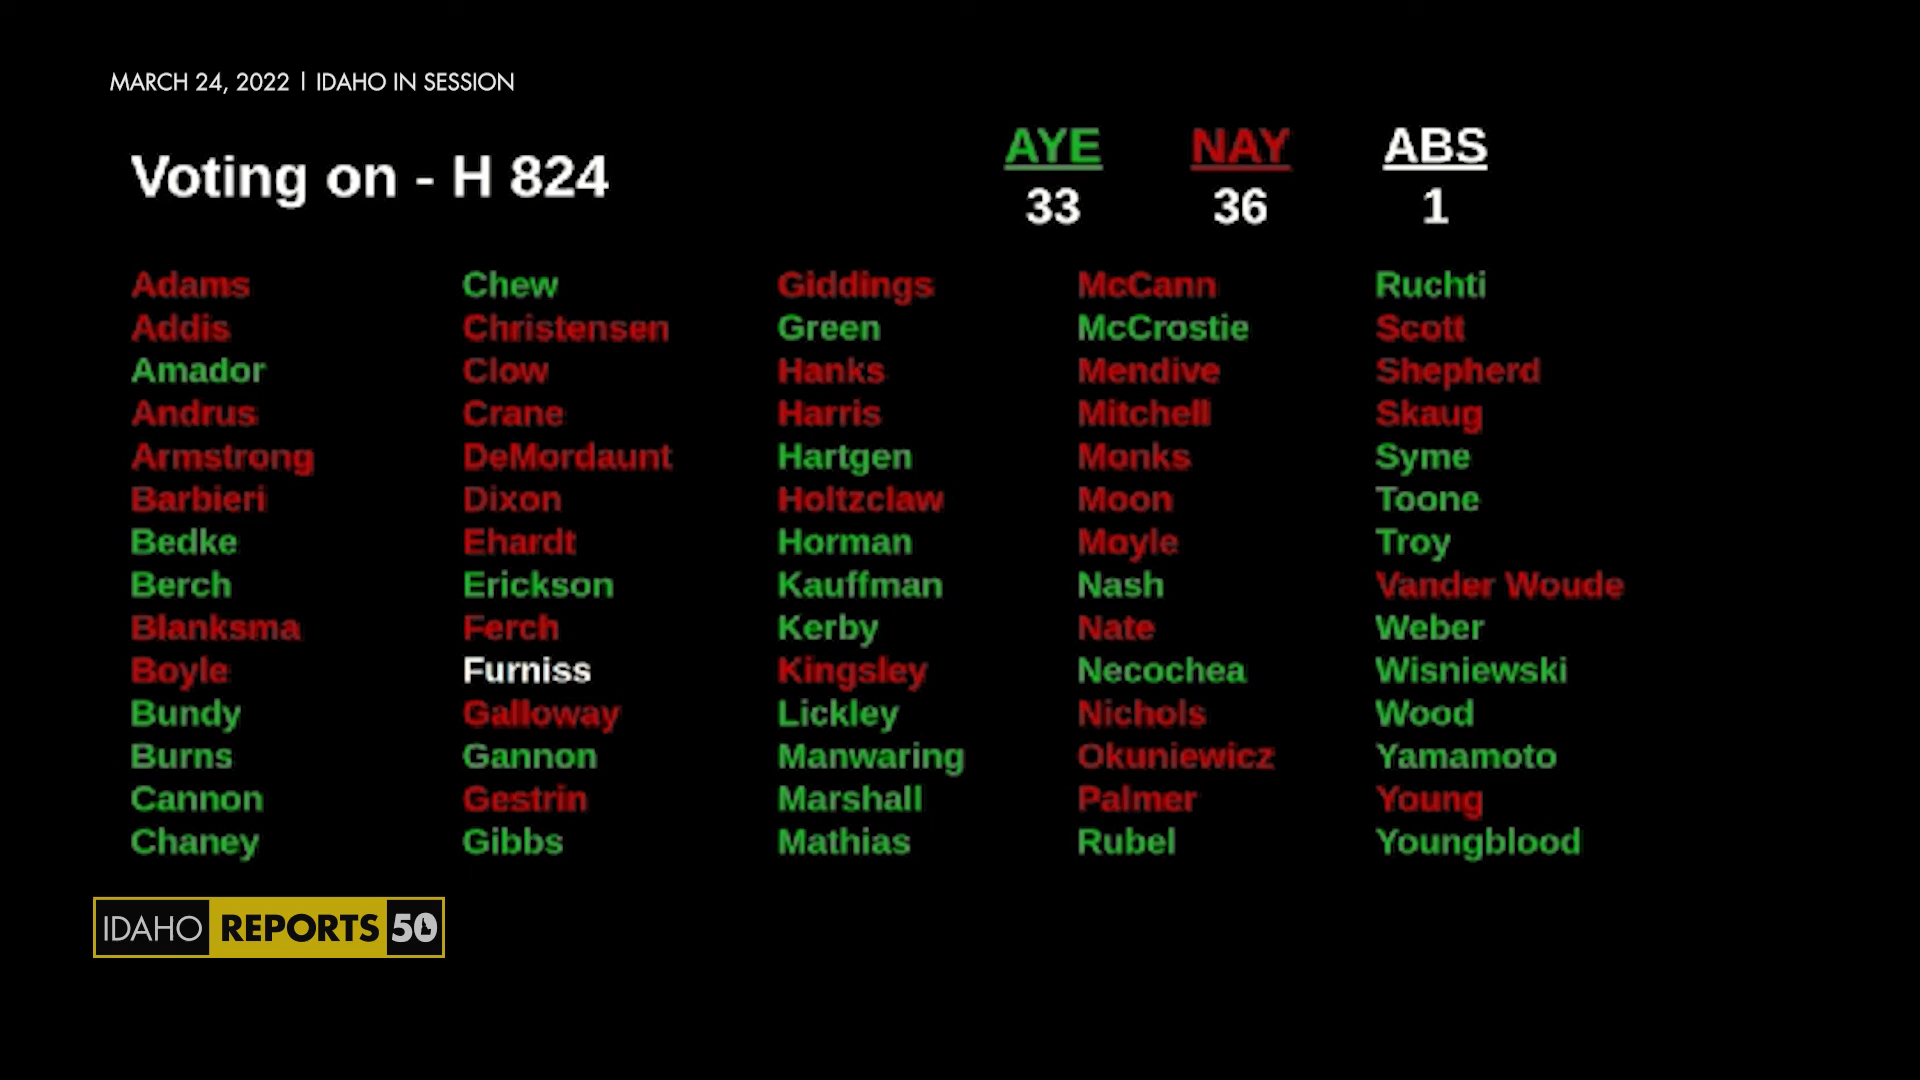 MARCH 24, 2022 | IDAHO IN SESSION
Voting on - H 824
AYE NAY ABS
33 36 1
Adams Chew Giddings McCann Ruchti
Addis Christensen Green McCrostie Scott
Amador Clow Hanks Mendive Shepherd
Andrus Crane Harris Mitchell Skaug
Armstrong DeMordaunt Hartgen Monks Syme
Barbieri Dixon Holtzclaw Moon Toone
Bedke Ehardt Horman Moyle Troy
Berch Erickson Kauffman Nash Vander Woude
Blanksma Ferch Kerby Nate Weber
Boyle Furniss Kingsley Necochea Wisniewski
Bundy Galloway Lickley Nichols Wood
Burns Gannon Manwaring Okuniewicz Yamamoto
Cannon Gestrin Marshall Palmer Young
Chaney Gibbs Mathias Rubel Youngblood
IDAHO REPORTS 50